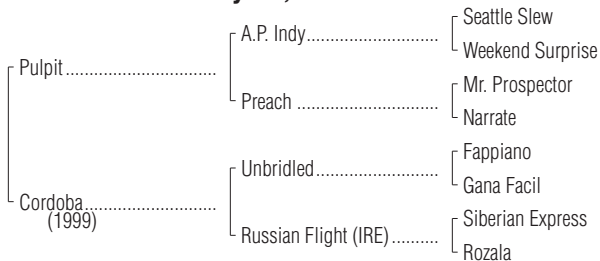 Seattle Slew
A.P. Indy..............................
Weekend Surprise
Pulpit...................................
Mr. Prospector
Preach ................................
Narrate
Fappiano
Unbridled............................
Gana Facil
Cordoba..............................
(1999)
Siberian Express
Russian Flight (IRE)..........
Rozala